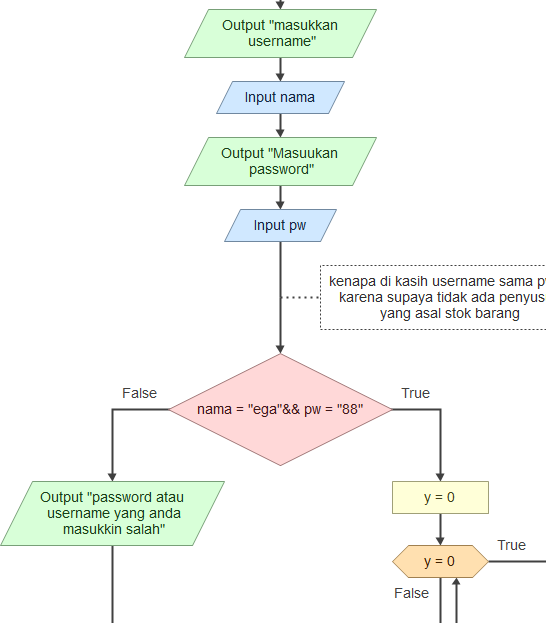 Output "masukkan
username"
Input nama
Output "Masuukan
password"
Input pw
kenapa di kasih username sama
karena supaya tidak ada
yang asal stok barang
False
True
nama = "ega"&& pw = "88"
Output "password atau
username yang anda
masukkin salah"
y = 0
y = 0
True
False